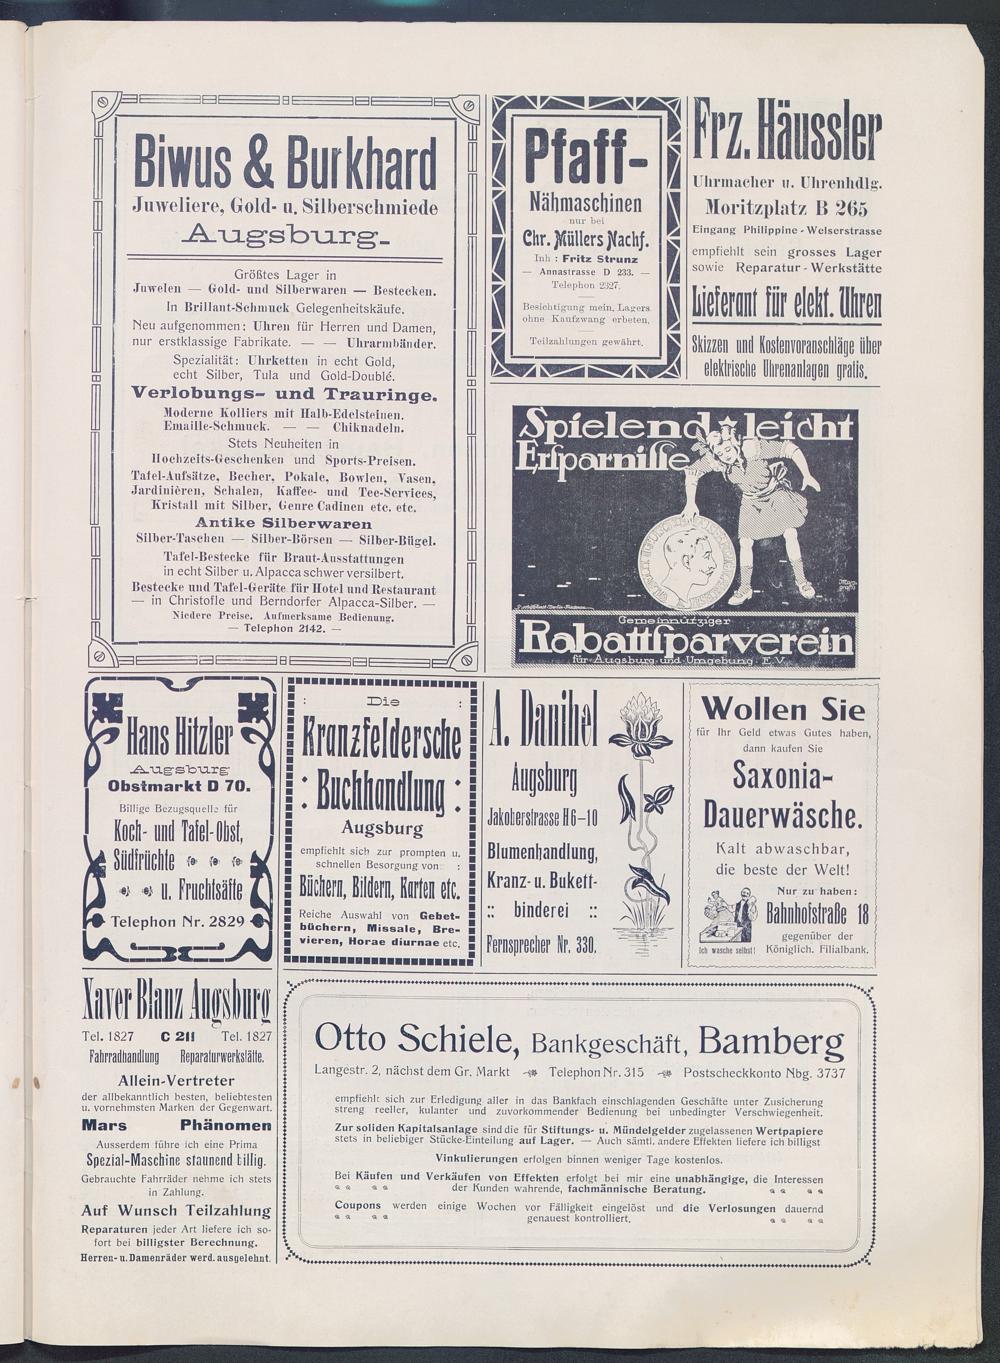 Biwus & Burkhard
Juweliere, Gold- u. Silberschmiede
Augsburg.
Größtes Lager in
Juwelen — Gold- und Silberwaren — Bestecken.
In Brillant-Schmuck Gelegenheitskäufe.
Neu aufgenommen: Uhren für Herren und Damen,
nur erstklassige Fabrikate. — — Uhrarmbänder.
Spezialität: Uhrketten in echt Gold,
echt Silber, Tula und Gold-Doublé.
Verlobungs- und Trauringe.
Moderne Kolliers mit Halb-Edelsteinen.
Emaille-Schmuck. — — Chiknadeln.
Stets Neuheiten in
Hochzeits-Geschenken und Sports-Preisen.
Tafel-Aufsätze, Becher, Pokale, Bowlen, Vasen,
Jardinièren, Schalen, Kaffee- und Tee-Services,
Kristall mit Silber, Genre Cadinen etc. etc.
Antike Silberwaren
Silber-Taschen — Silber-Börsen — Silber-Bügel.
Tafel-Bestecke für Braut-Ausstattungen
in echt Silber u. Alpacca schwer versilbert.
Bestecke und Tafel-Geräte für Hotel und Restaurant
— in Christofle und Berndorfer Alpacca-Silber. —
Niedere Preise. Aufmerksame Bedienung.
— Telephon 2142. —
Pfaff-
Nähmaschinen
nur bei
Chr. Müllers Nachf.
Inh : Fritz Strunz
— Annastrasse D 233. —
Telephon 2327.
Besichtigung mein. Lagers
ohne Kaufzwang erbeten.
Teilzahlungen gewährt.
Frz. Häussler
Uhrmacher u. Uhrenhdlg.
Moritzplatz B 265
Eingang Philippine-Welserstrasse
empfiehlt sein grosses Lager
sowie Reparatur-Werkstätte
Lieferant für elekt. Uhren
Skizzen und Kostenvoranschläge über
elektrische Uhrenanlagen gratis.
Spielend leicht
Ersparnisse
Gemeinnütziger
Rabattsparverein
für Augsburg und Umgebung E.V.
Hans Hitzler
Augsburg
Obstmarkt D 70.
Billige Bezugsquelle für
Koch- und Tafel-Obst,
Südfrüchte
u. Fruchtsäfte
Telephon Nr. 2829
Die
Kranzfeldersche
: Buchhandlung :
Augsburg
empfiehlt sich zur prompten u.
schnellen Besorgung von :
Büchern, Bildern, Karten etc.
Reiche Auswahl von Gebet-
büchern, Missale, Bre-
vieren, Horae diurnae etc.
A. Danihel
Augsburg
Jakoberstrasse H 6-10
Blumenhandlung,
Kranz- u. Bukett-
:: binderei ::
Fernsprecher Nr. 330.
Wollen Sie
für Ihr Geld etwas Gutes haben,
dann kaufen Sie
Saxonia-
Dauerwäsche.
Kalt abwaschbar,
die beste der Welt!
Nur zu haben:
Bahnhofstraße 18
gegenüber der
Königlich. Filialbank.
Ich wasche selbst!
Xaver Blanz Augsburg
Tel. 1827 C 211 Tel. 1827
Fahrradhandlung Reparaturwerkstätte.
Allein-Vertreter
der allbekanntlich besten, beliebtesten
u. vornehmsten Marken der Gegenwart.
Mars Phänomen
Ausserdem führe ich eine Prima
Spezial-Maschine staunend billig.
Gebrauchte Fahrräder nehme ich stets
in Zahlung.
Auf Wunsch Teilzahlung
Reparaturen jeder Art liefere ich so-
fort bei billigster Berechnung.
Herren- u. Damenräder werd. ausgelehnt.
Otto Schiele, Bankgeschäft, Bamberg
Langestr. 2, nächst dem Gr. Markt Telephon Nr. 315 Postscheckkonto Nbg. 3737
empfiehlt sich zur Erledigung aller in das Bankfach einschlagenden Geschäfte unter Zusicherung
streng reeller, kulanter und zuvorkommender Bedienung bei unbedingter Verschwiegenheit.
Zur soliden Kapitalsanlage sind die für Stiftungs- u. Mündelgelder zugelassenen Wertpapiere
stets in beliebiger Stücke-Einteilung auf Lager. — Auch sämtl. andere Effekten liefere ich billigst
Vinkulierungen erfolgen binnen weniger Tage kostenlos.
Bei Käufen und Verkäufen von Effekten erfolgt bei mir eine unabhängige, die Interessen
der Kunden wahrende, fachmännische Beratung.
Coupons werden einige Wochen vor Fälligkeit eingelöst und die Verlosungen dauernd
genauest kontrolliert.